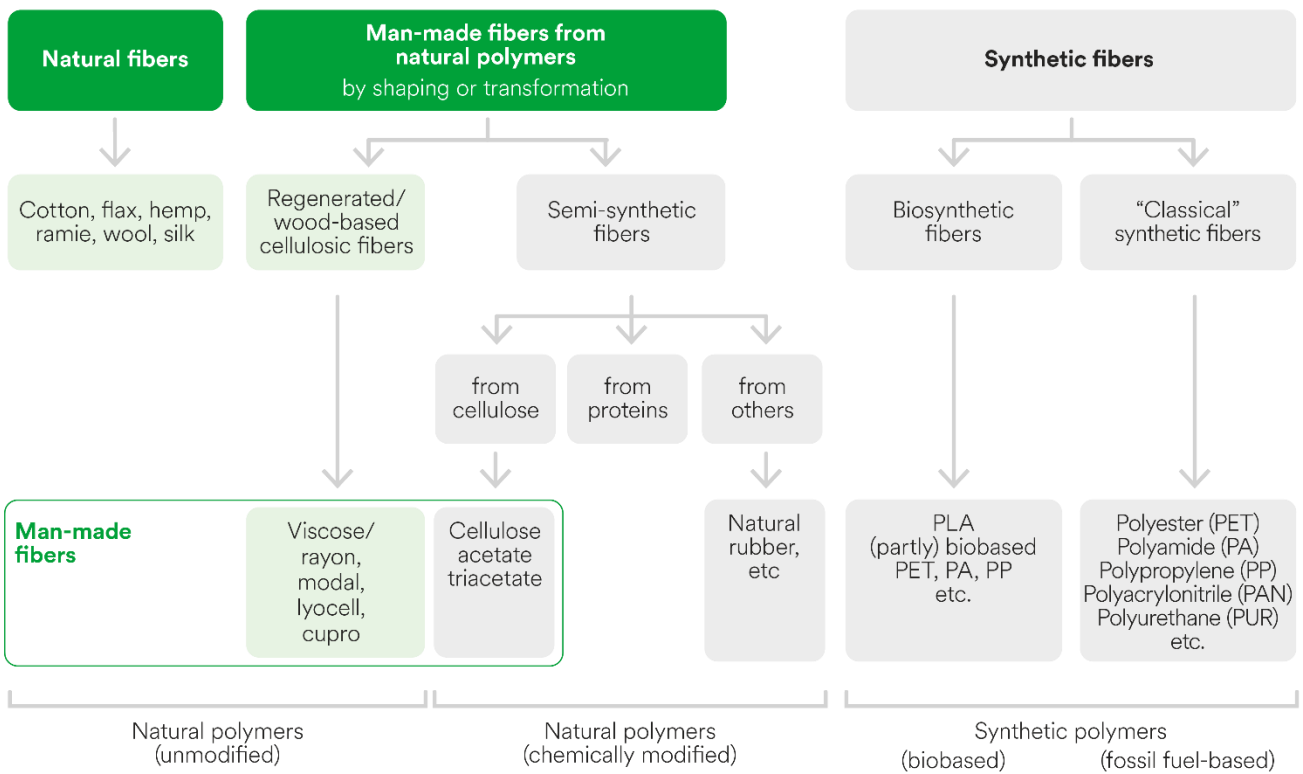 Natural fibers
Man-made fibers from
natural polymers
by shaping or transformation
Synthetic fibers
Cotton, flax, hemp,
ramie, wool, silk
Regenerated/
wood-based
cellulosic fibers
Semi-synthetic
fibers
Biosynthetic
fibers
“Classical”
synthetic fibers
from
cellulose
from
proteins
from
others
Man-made
fibers
Viscose/
rayon,
modal,
lyocell,
cupro
Cellulose
acetate
triacetate
Natural
rubber,
etc
PLA
(partly) biobased
PET, PA, PP
etc.
Polyester (PET)
Polyamide (PA)
Polypropylene (PP)
Polyacrylonitrile (PAN)
Polyurethane (PUR)
etc.
Natural polymers
(unmodified)
Natural polymers
(chemically modified)
Synthetic polymers
(biobased)
(fossil fuel-based)